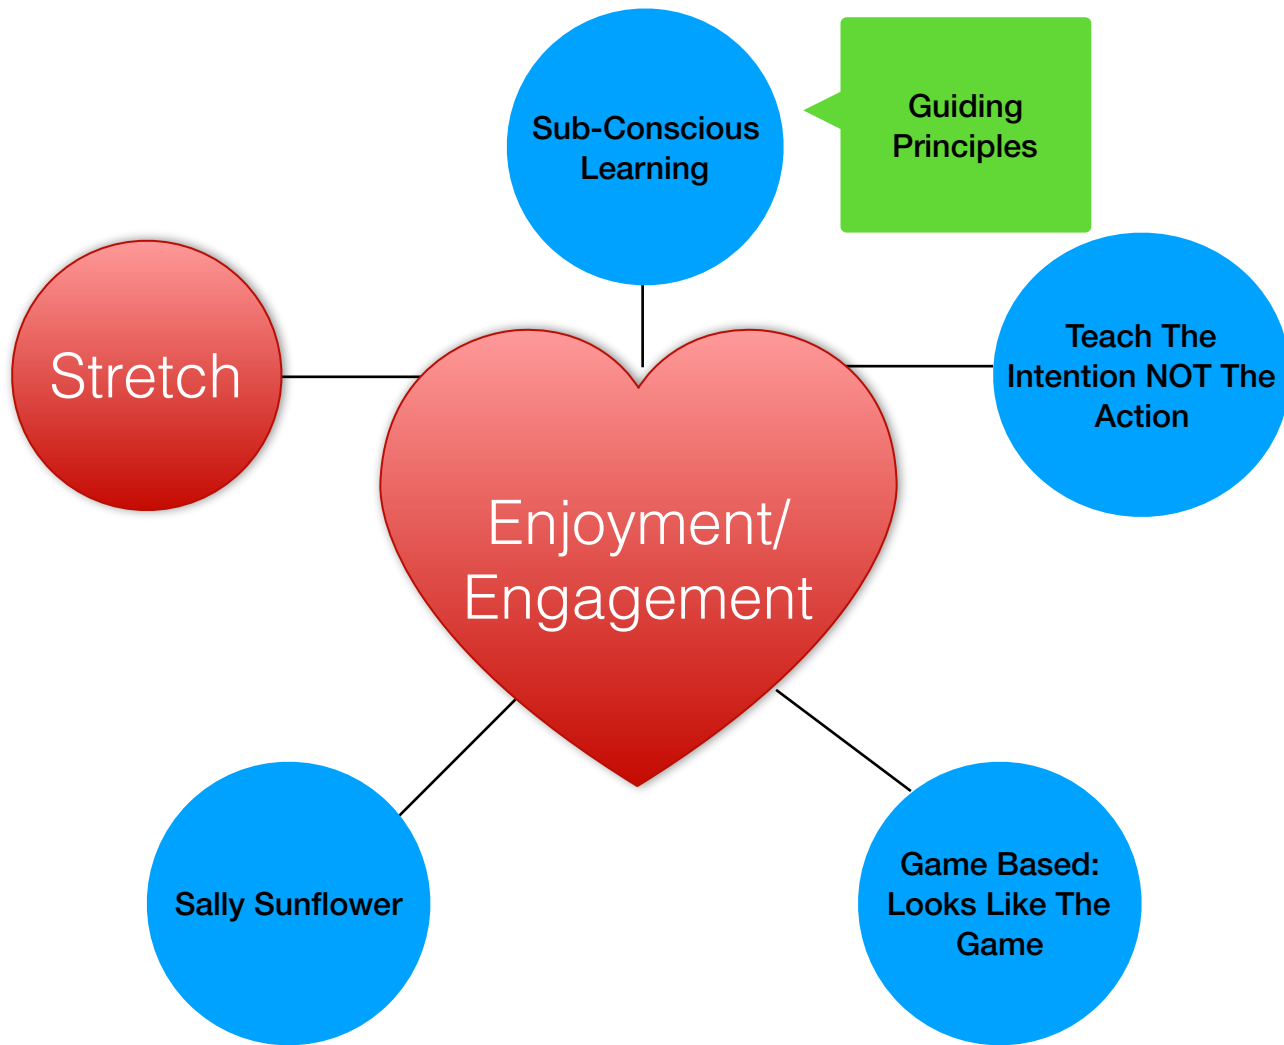 Sub-Conscious
Learning
Guiding
Principles
Stretch
Teach The
Intention NOT The
Action
Enjoyment/
Engagement
Sally Sunflower
Game Based:
Looks Like The
Game